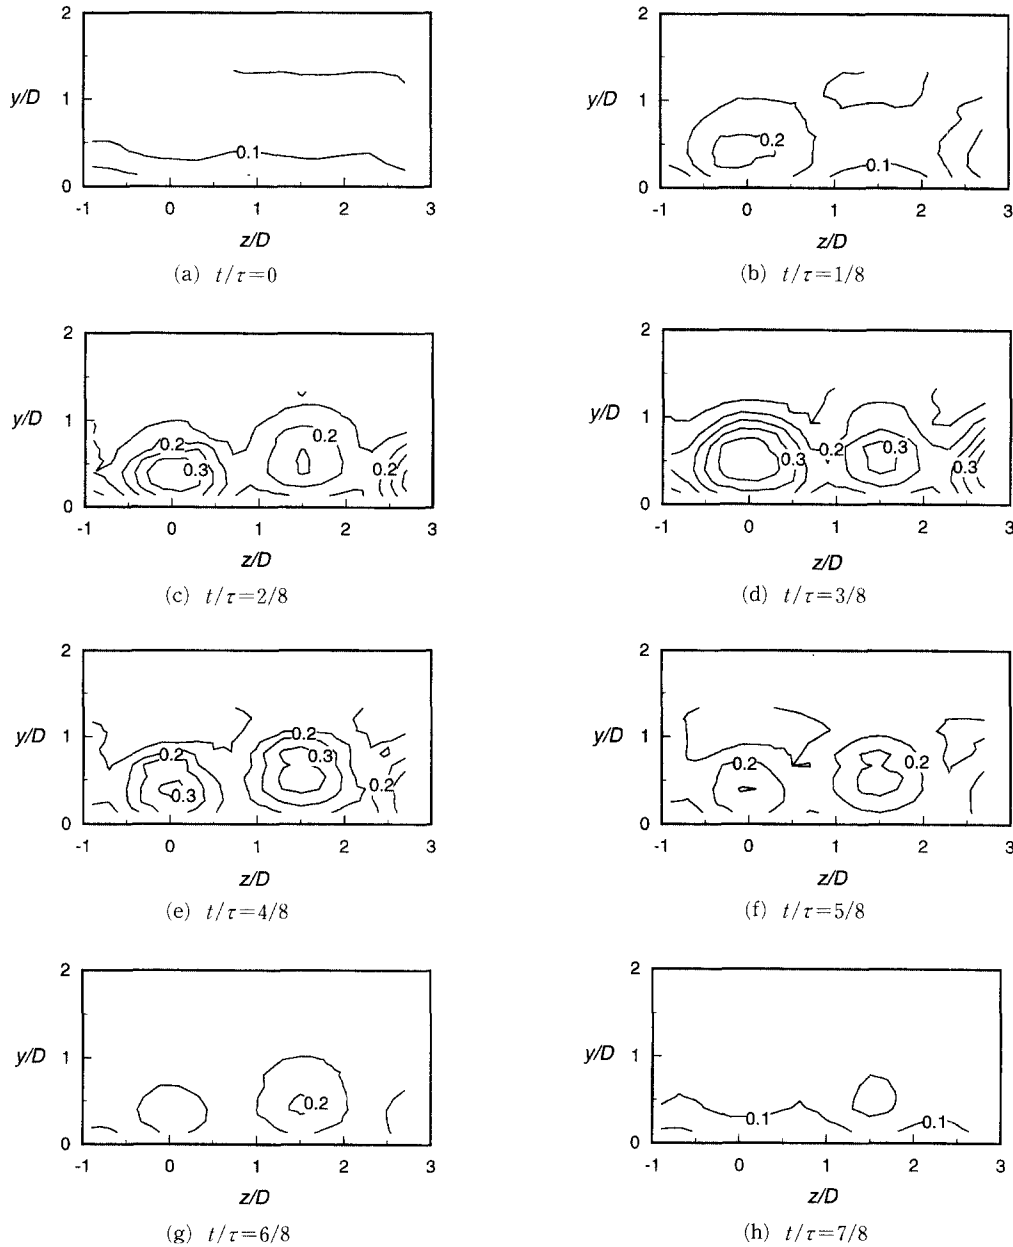 2
y/D
1
0.1
0
-1 0 1 2 3
z/D
(a) t/τ=0
2
y/D
1
0.2
0.1
0
-1 0 1 2 3
z/D
(b) t/τ=1/8
2
y/D
1
0.2
0.2
0.3
0.2
0
-1 0 1 2 3
z/D
(c) t/τ=2/8
2
y/D
1
0.2
0.3
0.3
0.3
0
-1 0 1 2 3
z/D
(d) t/τ=3/8
2
y/D
1
0.2
0.2
0.3
0.2
0.3
0
-1 0 1 2 3
z/D
(e) t/τ=4/8
2
y/D
1
0.2
0.2
0
-1 0 1 2 3
z/D
(f) t/τ=5/8
2
y/D
1
0.2
0
-1 0 1 2 3
z/D
(g) t/τ=6/8
2
y/D
1
0.1
0.1
0
-1 0 1 2 3
z/D
(h) t/τ=7/8